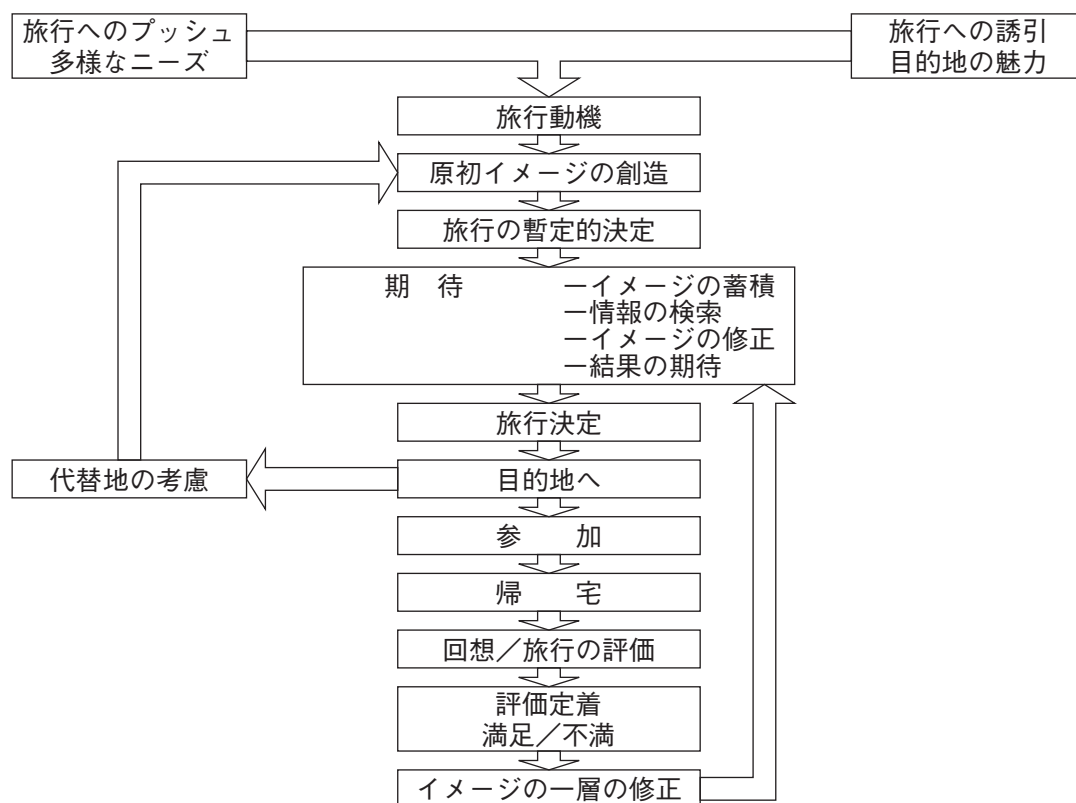 旅行へのプッシュ
多様なニーズ
旅行への誘引
目的地の魅力
旅行動機
原初イメージの創造
旅行の暫定的決定
期　待
ーイメージの蓄積
ー情報の検索
ーイメージの修正
ー結果の期待
旅行決定
代替地の考慮
目的地へ
参　　加
帰　　宅
回想／旅行の評価
評価定着
満足／不満
イメージの一層の修正